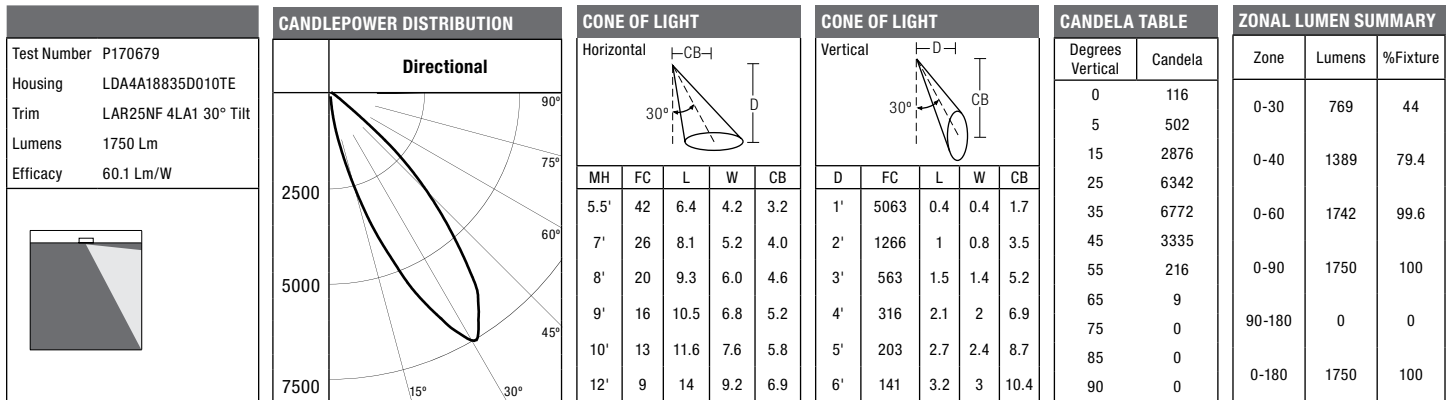 Test Number P170679
Housing LDA4A18835D010TE
Trim LAR25NF 4LA1 30° Tilt
Lumens 1750 Lm
Efficacy 60.1 Lm/W
CANDLEPOWER DISTRIBUTION
Directional
90°
75°
2500
60°
5000
45°
7500
15°
30°
CONE OF LIGHT
Horizontal
CB
30°
D
MH FC L W CB
5.5' 42 6.4 4.2 3.2
7' 26 8.1 5.2 4.0
8' 20 9.3 6.0 4.6
9' 16 10.5 6.8 5.2
10' 13 11.6 7.6 5.8
12' 9 14 9.2 6.9
CONE OF LIGHT
Vertical
D
30°
CB
D FC L W CB
1' 5063 0.4 0.4 1.7
2' 1266 1 0.8 3.5
3' 563 1.5 1.4 5.2
4' 316 2.1 2 6.9
5' 203 2.7 2.4 8.7
6' 141 3.2 3 10.4
CANDELA TABLE
Degrees
Vertical
Candela
0 116
5 502
15 2876
25 6342
35 6772
45 3335
55 216
65 9
75 0
85 0
90 0
ZONAL LUMEN SUMMARY
Zone Lumens %Fixture
0-30 769 44
0-40 1389 79.4
0-60 1742 99.6
0-90 1750 100
90-180 0 0
0-180 1750 100